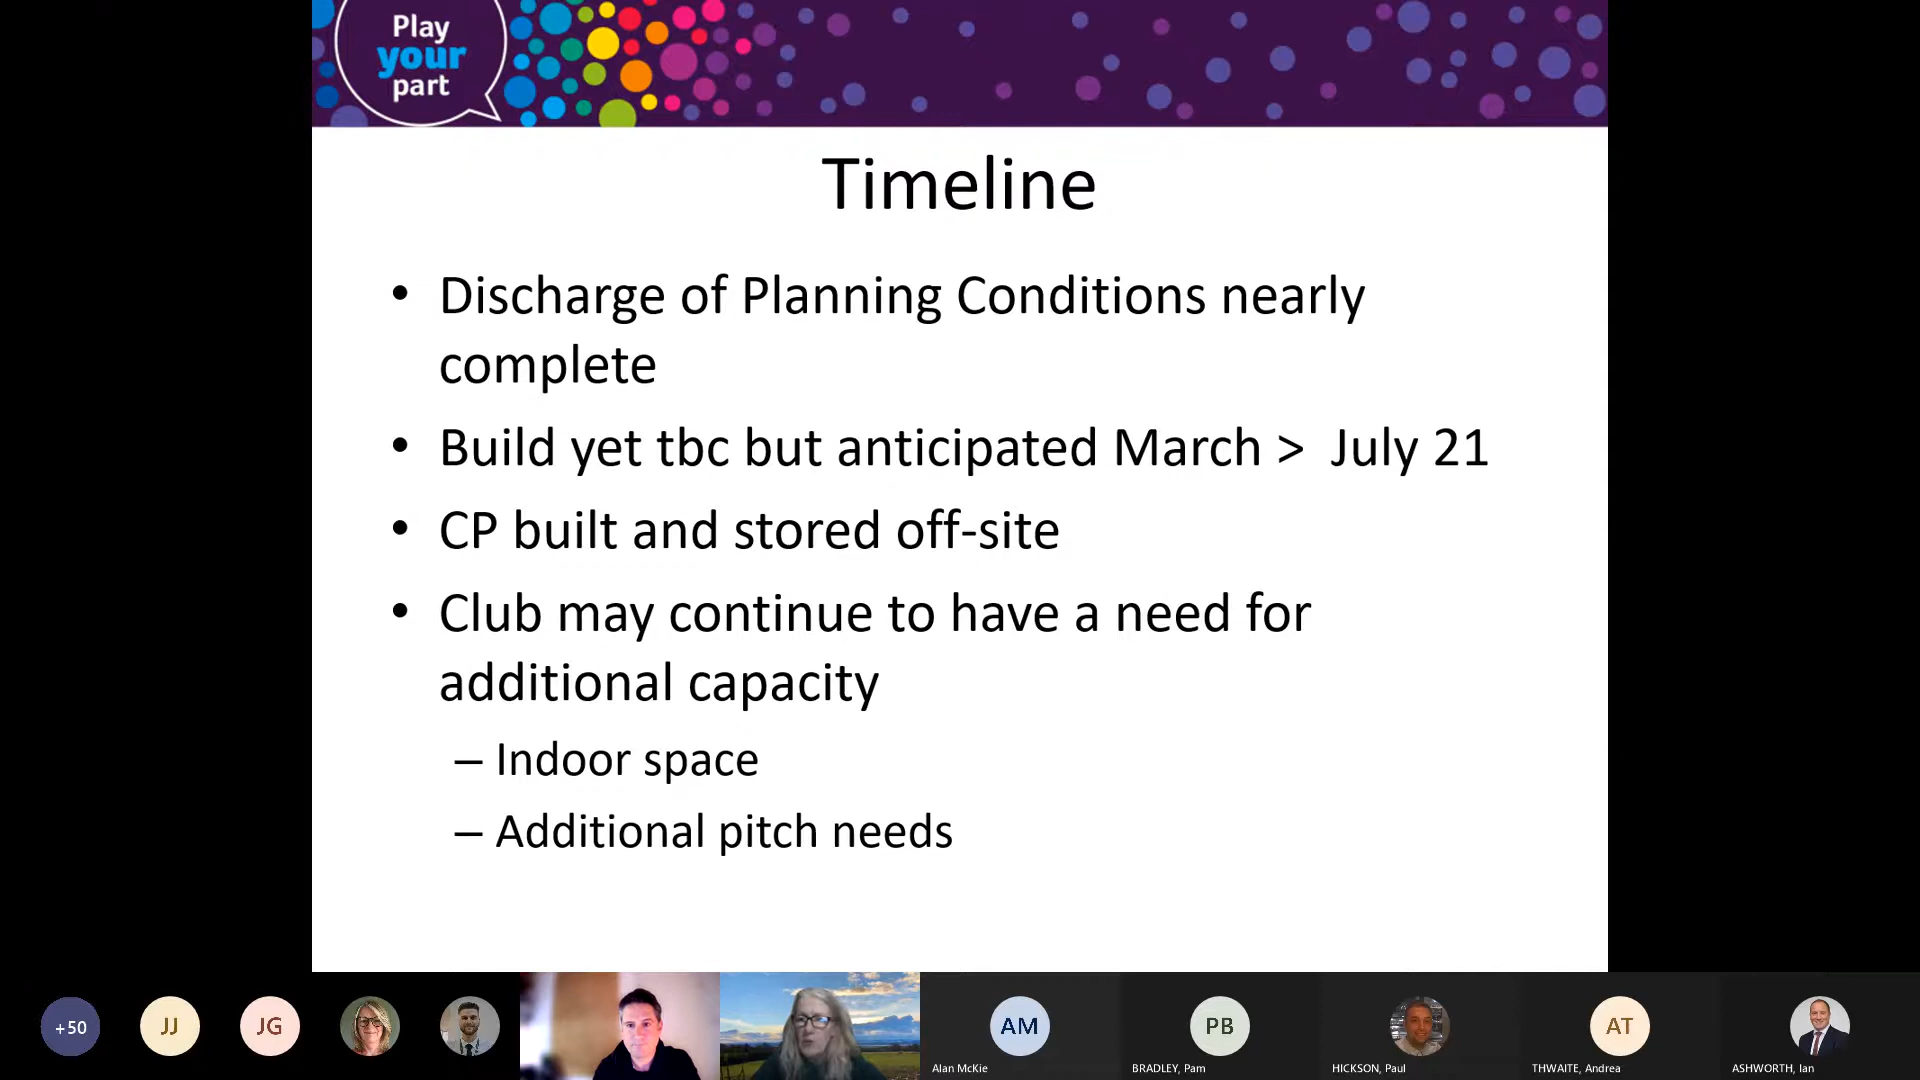 Play
your
part
Timeline
• Discharge of Planning Conditions nearly
complete
• Build yet tbc but anticipated March > July 21
• CP built and stored off-site
• Club may continue to have a need for
additional capacity
– Indoor space
– Additional pitch needs
+50
JJ
JG
AM
PB
AT
Alan McKie
BRADLEY, Pam
HICKSON, Paul
THWAITE, Andrea
ASHWORTH, Ian